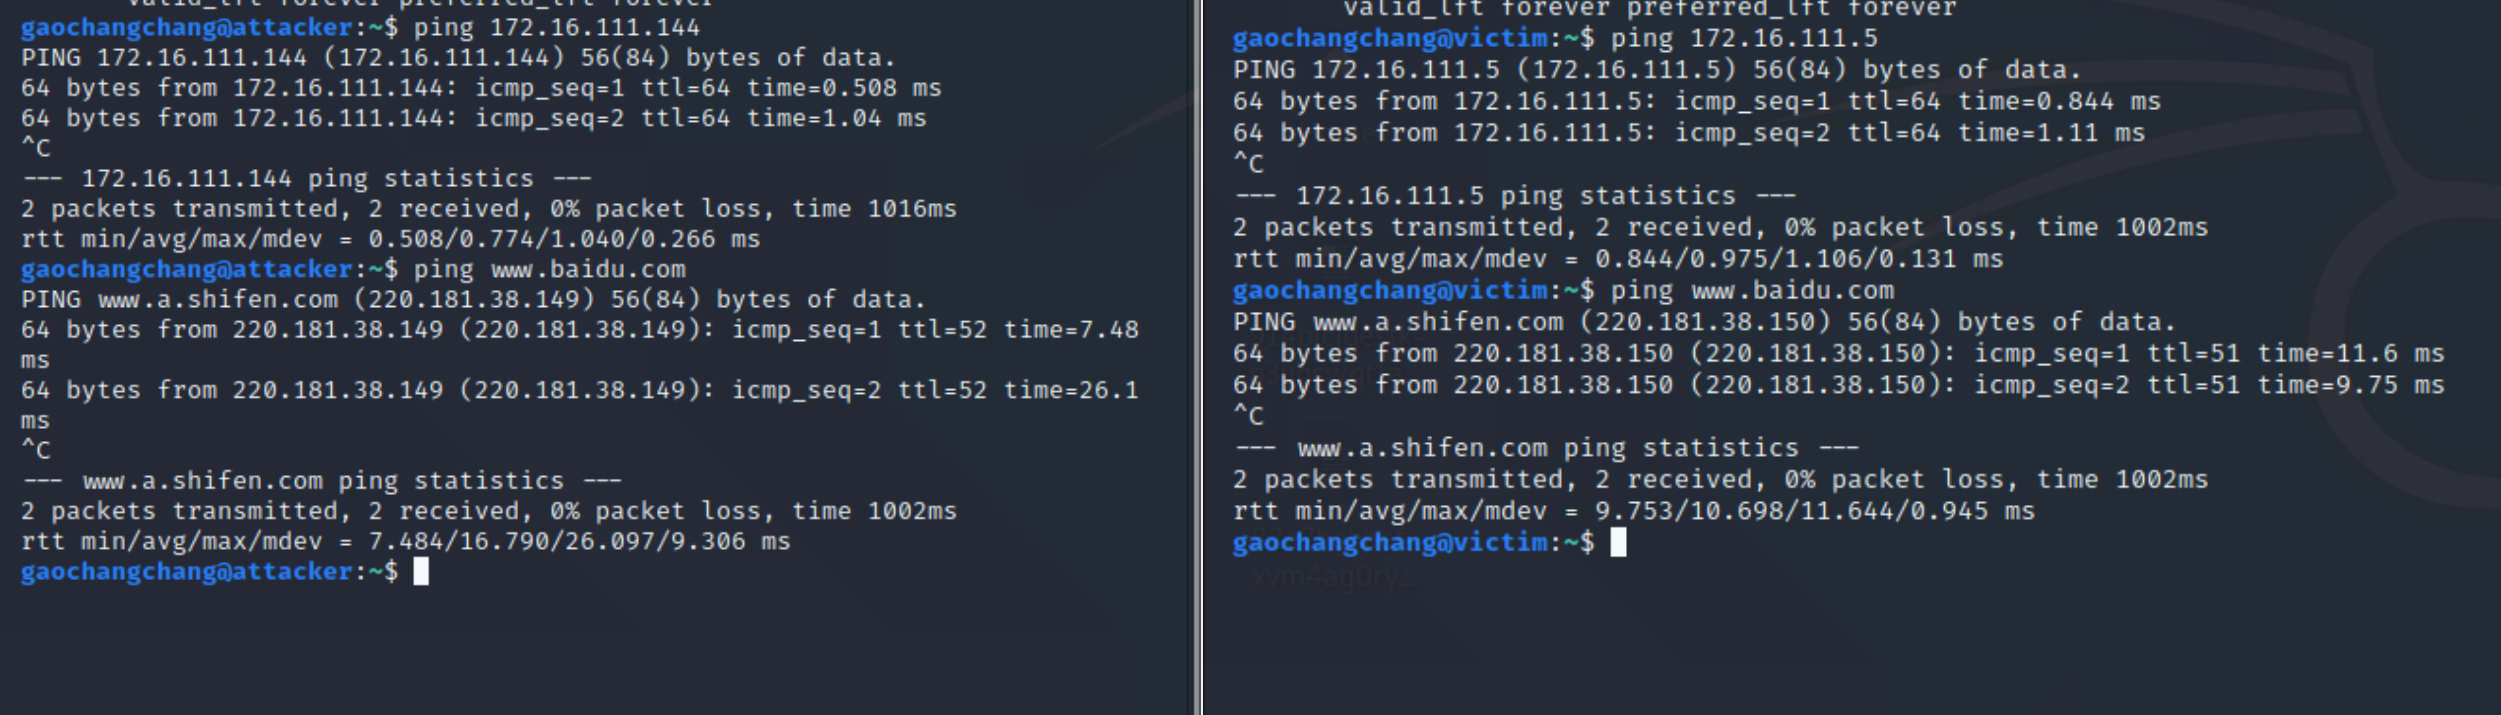 valid_lft forever preferred_lft forever
gaochangchang@attacker:~$ ping 172.16.111.144
PING 172.16.111.144 (172.16.111.144) 56(84) bytes of data.
64 bytes from 172.16.111.144: icmp_seq=1 ttl=64 time=0.508 ms
64 bytes from 172.16.111.144: icmp_seq=2 ttl=64 time=1.04 ms
^C
--- 172.16.111.144 ping statistics ---
2 packets transmitted, 2 received, 0% packet loss, time 1016ms
rtt min/avg/max/mdev = 0.508/0.774/1.040/0.266 ms
gaochangchang@attacker:~$ ping www.baidu.com
PING www.a.shifen.com (220.181.38.149) 56(84) bytes of data.
64 bytes from 220.181.38.149 (220.181.38.149): icmp_seq=1 ttl=52 time=7.48
ms
64 bytes from 220.181.38.149 (220.181.38.149): icmp_seq=2 ttl=52 time=26.1
ms
^C
--- www.a.shifen.com ping statistics ---
2 packets transmitted, 2 received, 0% packet loss, time 1002ms
rtt min/avg/max/mdev = 7.484/16.790/26.097/9.306 ms
gaochangchang@attacker:~$
valid_lft forever preferred_lft forever
gaochangchang@victim:~$ ping 172.16.111.5
PING 172.16.111.5 (172.16.111.5) 56(84) bytes of data.
64 bytes from 172.16.111.5: icmp_seq=1 ttl=64 time=0.844 ms
64 bytes from 172.16.111.5: icmp_seq=2 ttl=64 time=1.11 ms
^C
--- 172.16.111.5 ping statistics ---
2 packets transmitted, 2 received, 0% packet loss, time 1002ms
rtt min/avg/max/mdev = 0.844/0.975/1.106/0.131 ms
gaochangchang@victim:~$ ping www.baidu.com
PING www.a.shifen.com (220.181.38.150) 56(84) bytes of data.
64 bytes from 220.181.38.150 (220.181.38.150): icmp_seq=1 ttl=51 time=11.6 ms
64 bytes from 220.181.38.150 (220.181.38.150): icmp_seq=2 ttl=51 time=9.75 ms
^C
--- www.a.shifen.com ping statistics ---
2 packets transmitted, 2 received, 0% packet loss, time 1002ms
rtt min/avg/max/mdev = 9.753/10.698/11.644/0.945 ms
gaochangchang@victim:~$